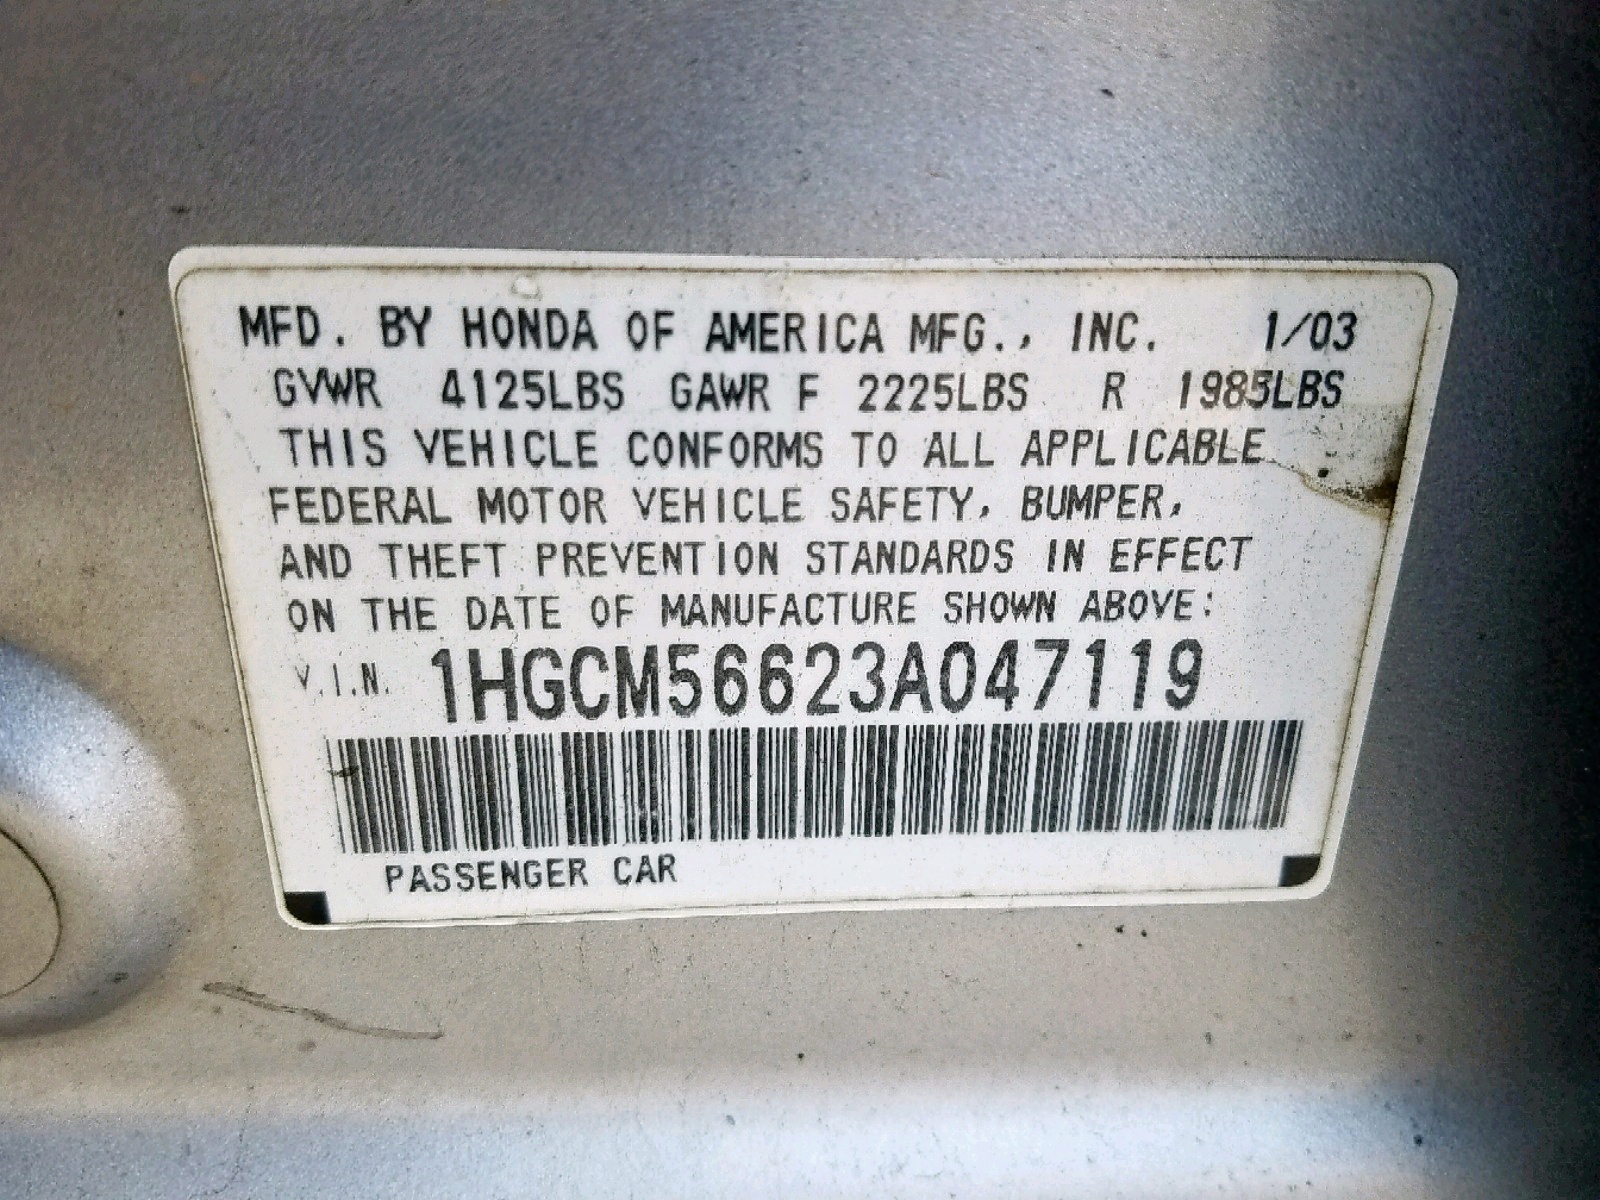 MFD. BY HONDA OF AMERICA MFG., INC. 1/03
GVWR 4125LBS GAWR F 2225LBS R 1985LBS
THIS VEHICLE CONFORMS TO ALL APPLICABLE
FEDERAL MOTOR VEHICLE SAFETY, BUMPER,
AND THEFT PREVENTION STANDARDS IN EFFECT
ON THE DATE OF MANUFACTURE SHOWN ABOVE:
V.I.N. 1HGCM56623A047119
PASSENGER CAR